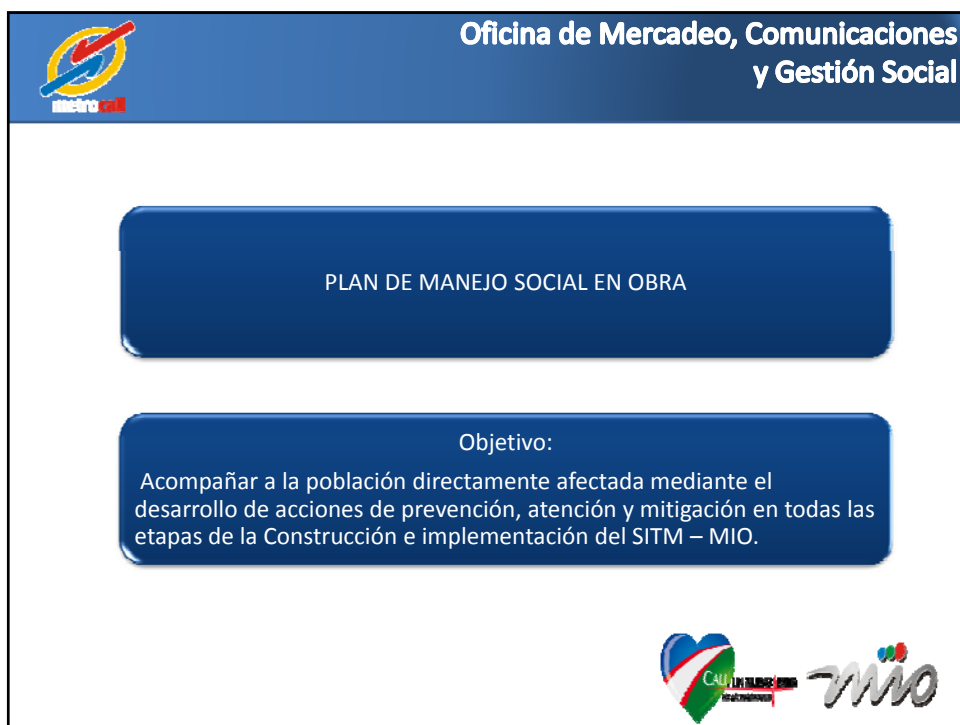 Oficina de Mercadeo, Comunicaciones
y Gestión Social
metrocali
PLAN DE MANEJO SOCIAL EN OBRA
Objetivo:
Acompañar a la población directamente afectada mediante el
desarrollo de acciones de prevención, atención y mitigación en todas las
etapas de la Construcción e implementación del SITM – MIO.
CALI
mio